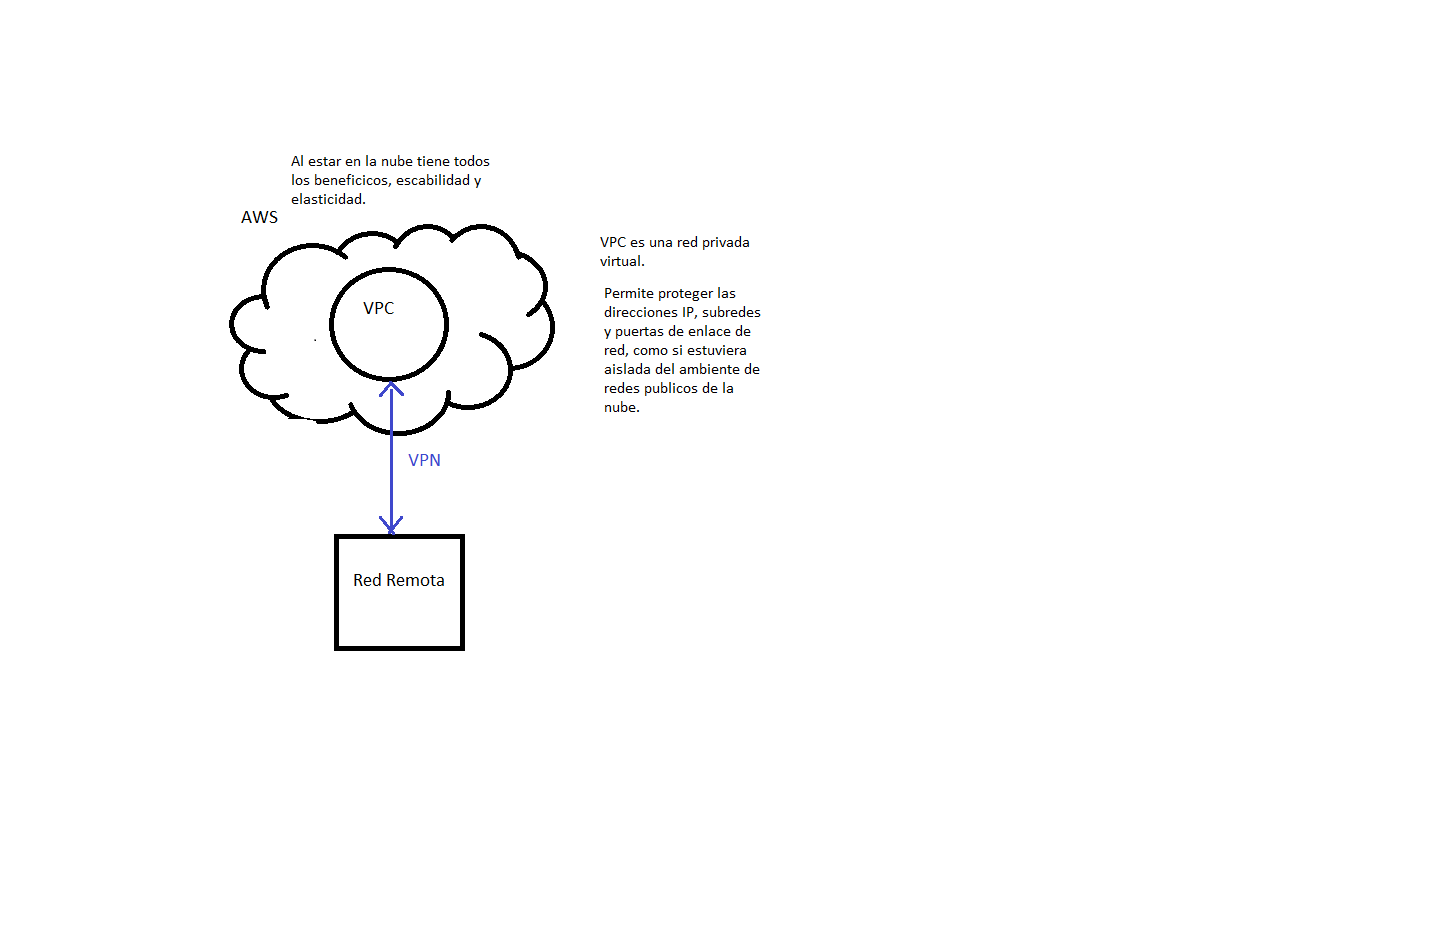 Al estar en la nube tiene todos
los beneficicos, escabilidad y
elasticidad.
AWS
VPC es una red privada
virtual.
Permite proteger las
direcciones IP, subredes
y puertas de enlace de
red, como si estuviera
aislada del ambiente de
redes publicos de la
nube.
VPC
VPN
Red Remota